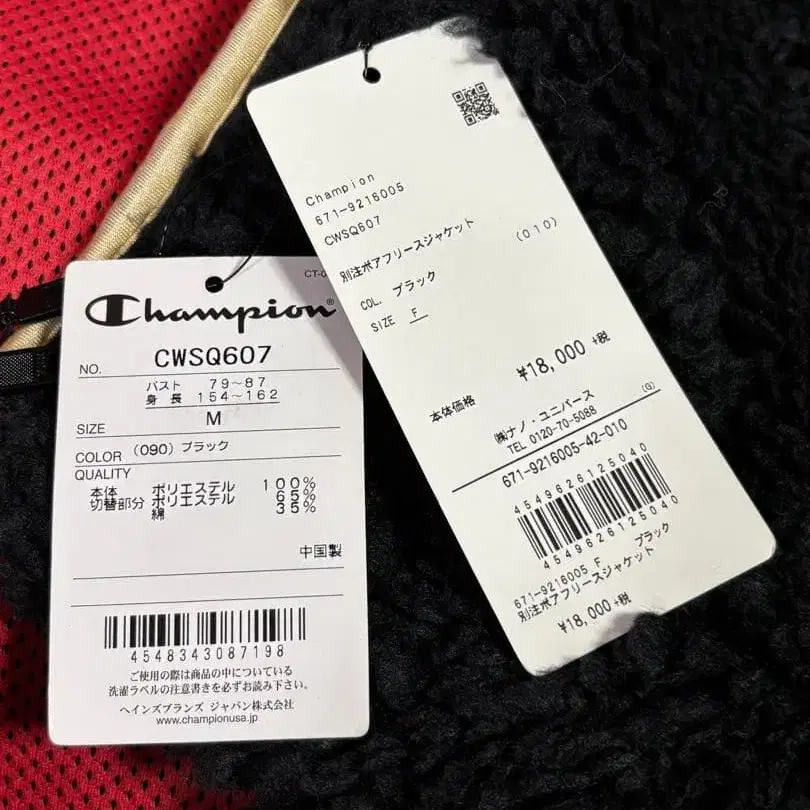 CT-0
Champion
NO. CWSQ607
バスト 79~87
身長 154~162
SIZE M
COLOR (090) ブラック
QUALITY
本体 ポリエステル 100%
切替部分 ポリエステル 65%
綿 35%
中国製
4548343087198
ご使用の際は商品の中についている
洗濯ラベルの注意書きを必ずお読み下さい。
ヘインズブランズ ジャパン株式会社
www.championusa.jp
Champion
671-9216005
CWSQ607
別注ボアフリースジャケット
COL. ブラック (010)
SIZE F
本体価格 ¥18,000 +税
(G)
㈱ナノ・ユニバース
TEL 0120-70-5088
671-9216005-42-010
4549626125040
4549626125040
671-9216005 F ブラック
別注ボアフリースジャケット
¥18,000 +税